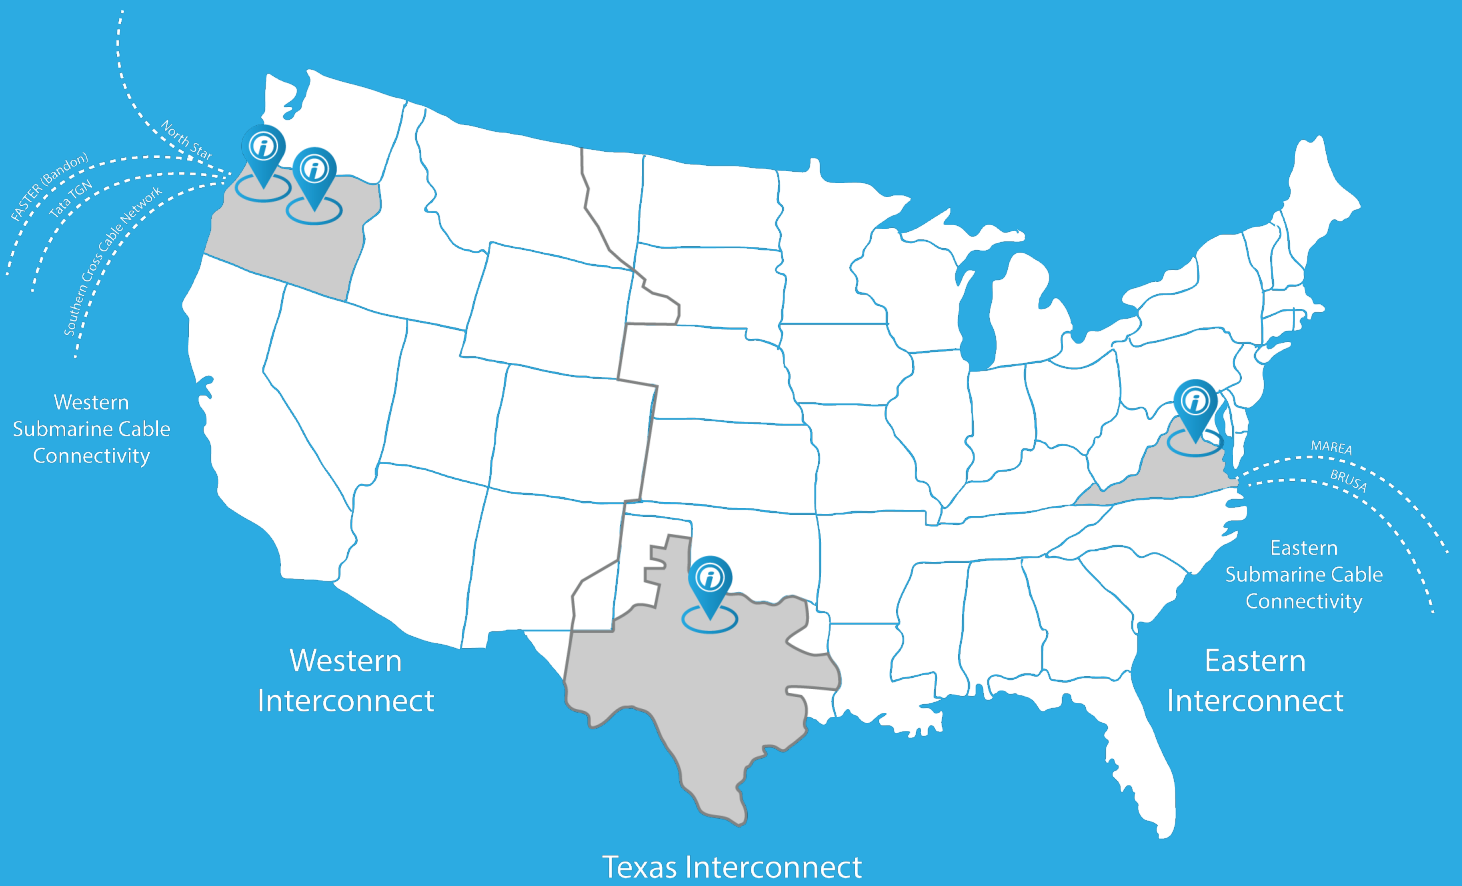 North Star
FASTER (Bandon)
Tata TGN
Southern Cross Cable Network
Western
Submarine Cable
Connectivity
MAREA
BRUSA
Eastern
Submarine Cable
Connectivity
Western
Interconnect
Eastern
Interconnect
Texas Interconnect